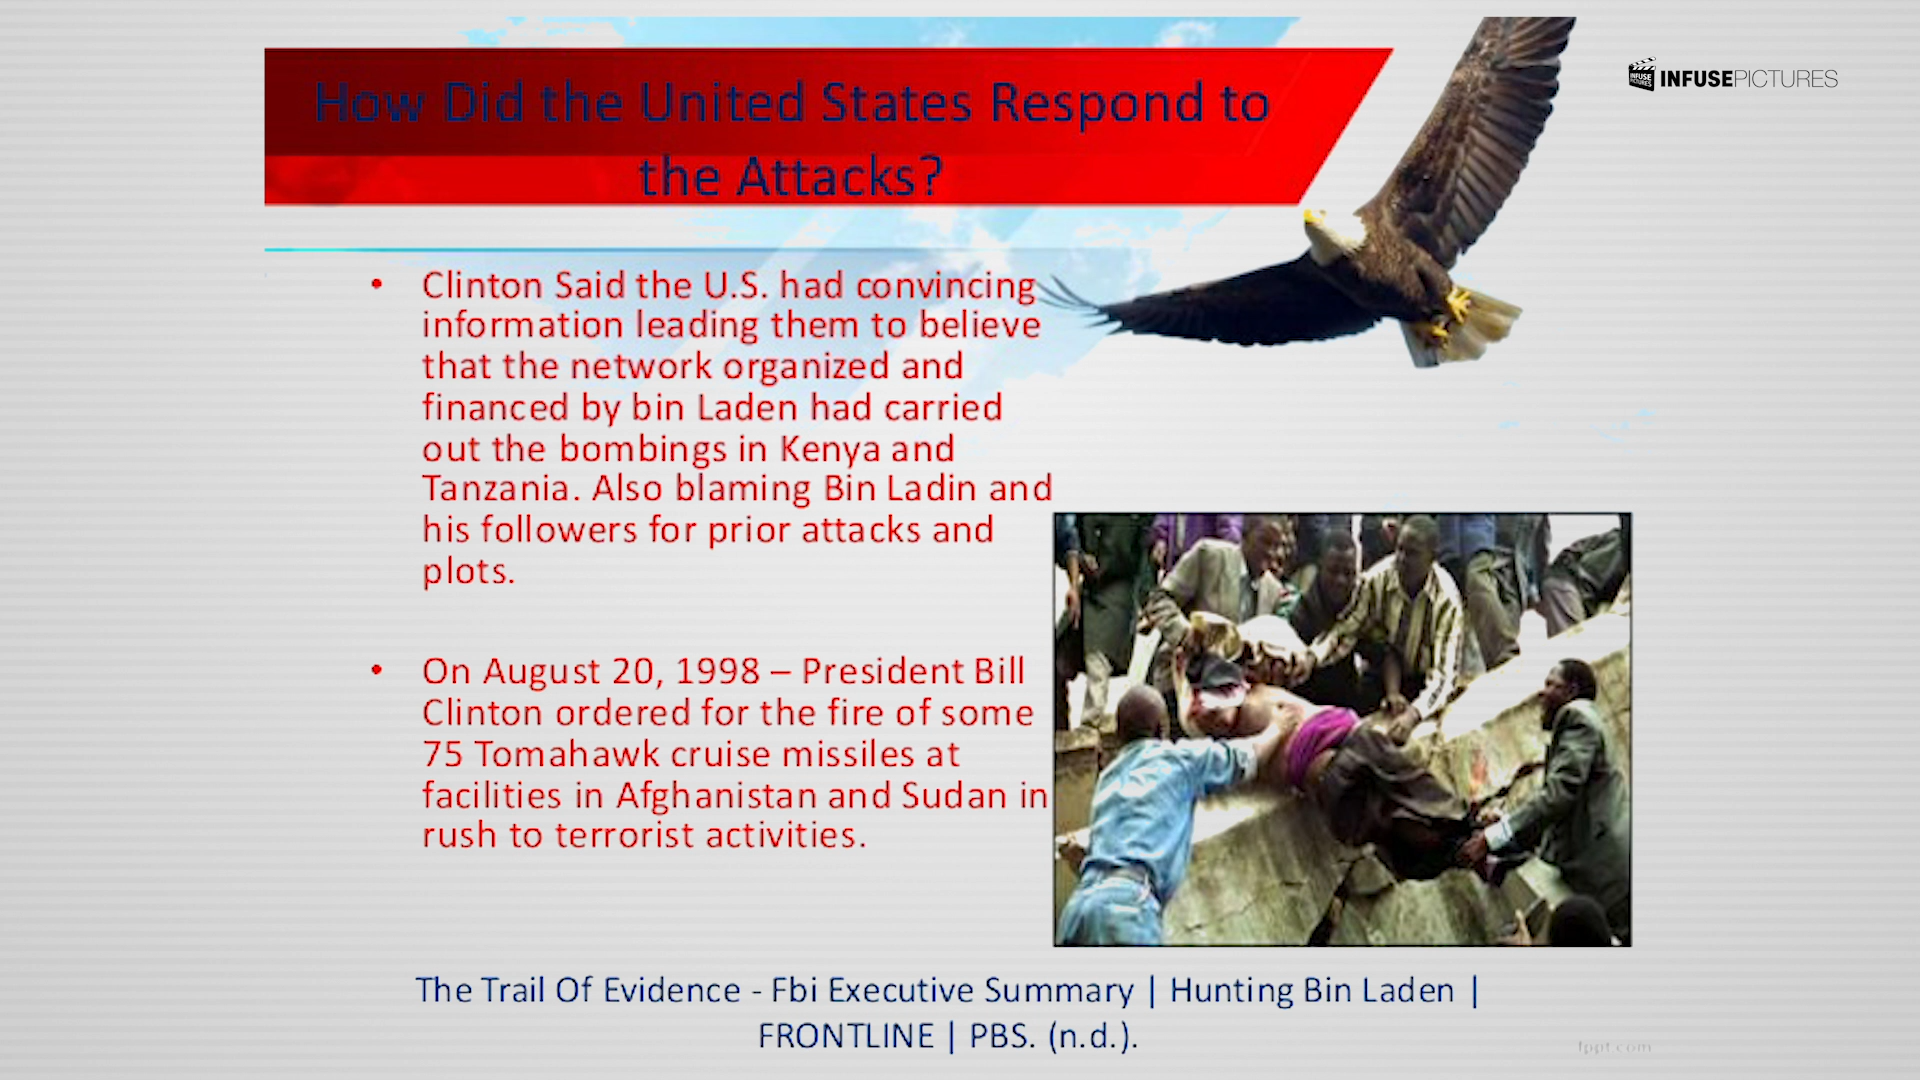 INFUSE PICTURES
INFUSEPICTURES
How Did the United States Respond to
the Attacks?
• Clinton Said the U.S. had convincing
information leading them to believe
that the network organized and
financed by bin Laden had carried
out the bombings in Kenya and
Tanzania. Also blaming Bin Ladin and
his followers for prior attacks and
plots.
• On August 20, 1998 – President Bill
Clinton ordered for the fire of some
75 Tomahawk cruise missiles at
facilities in Afghanistan and Sudan in
rush to terrorist activities.
The Trail Of Evidence - Fbi Executive Summary | Hunting Bin Laden |
FRONTLINE | PBS. (n.d.).
fppt.com